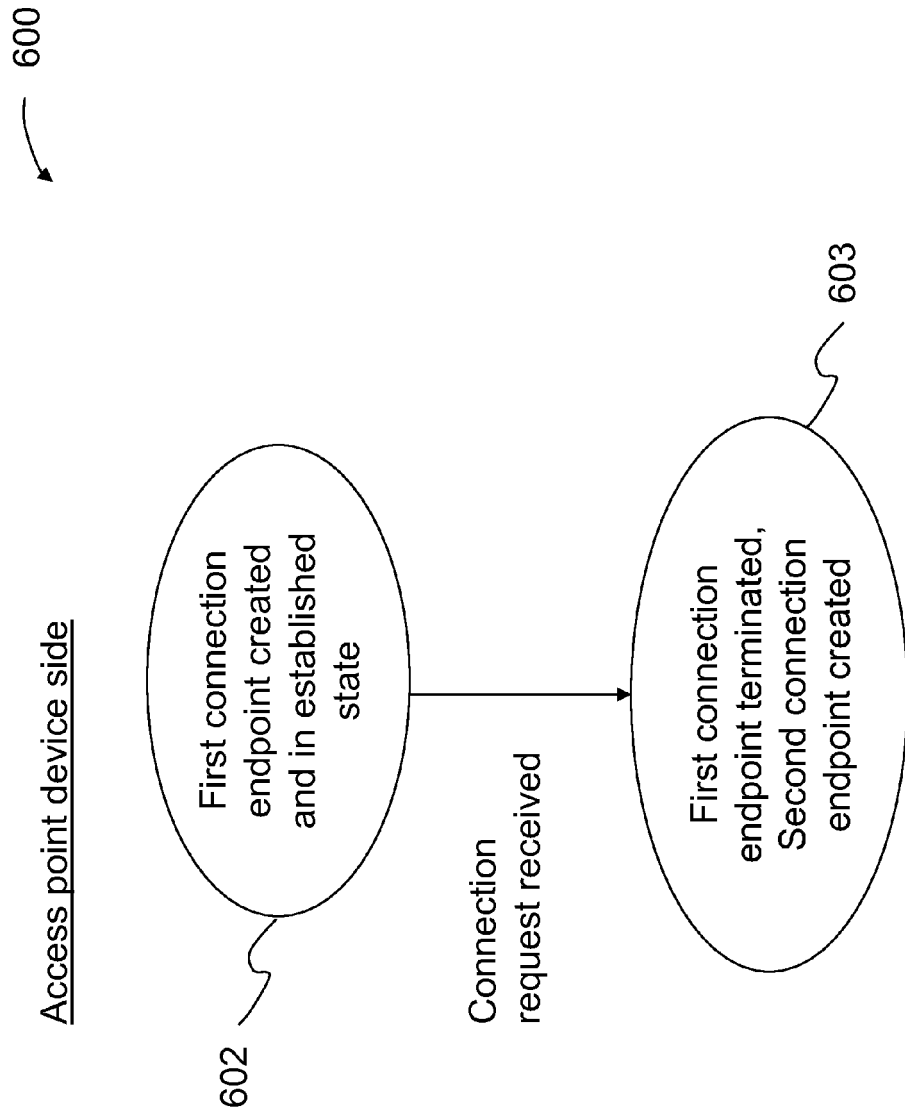 600
Access point device side
First connection
endpoint created
and in established
state
602
Connection
request received
First connection
endpoint terminated,
Second connection
endpoint created
603